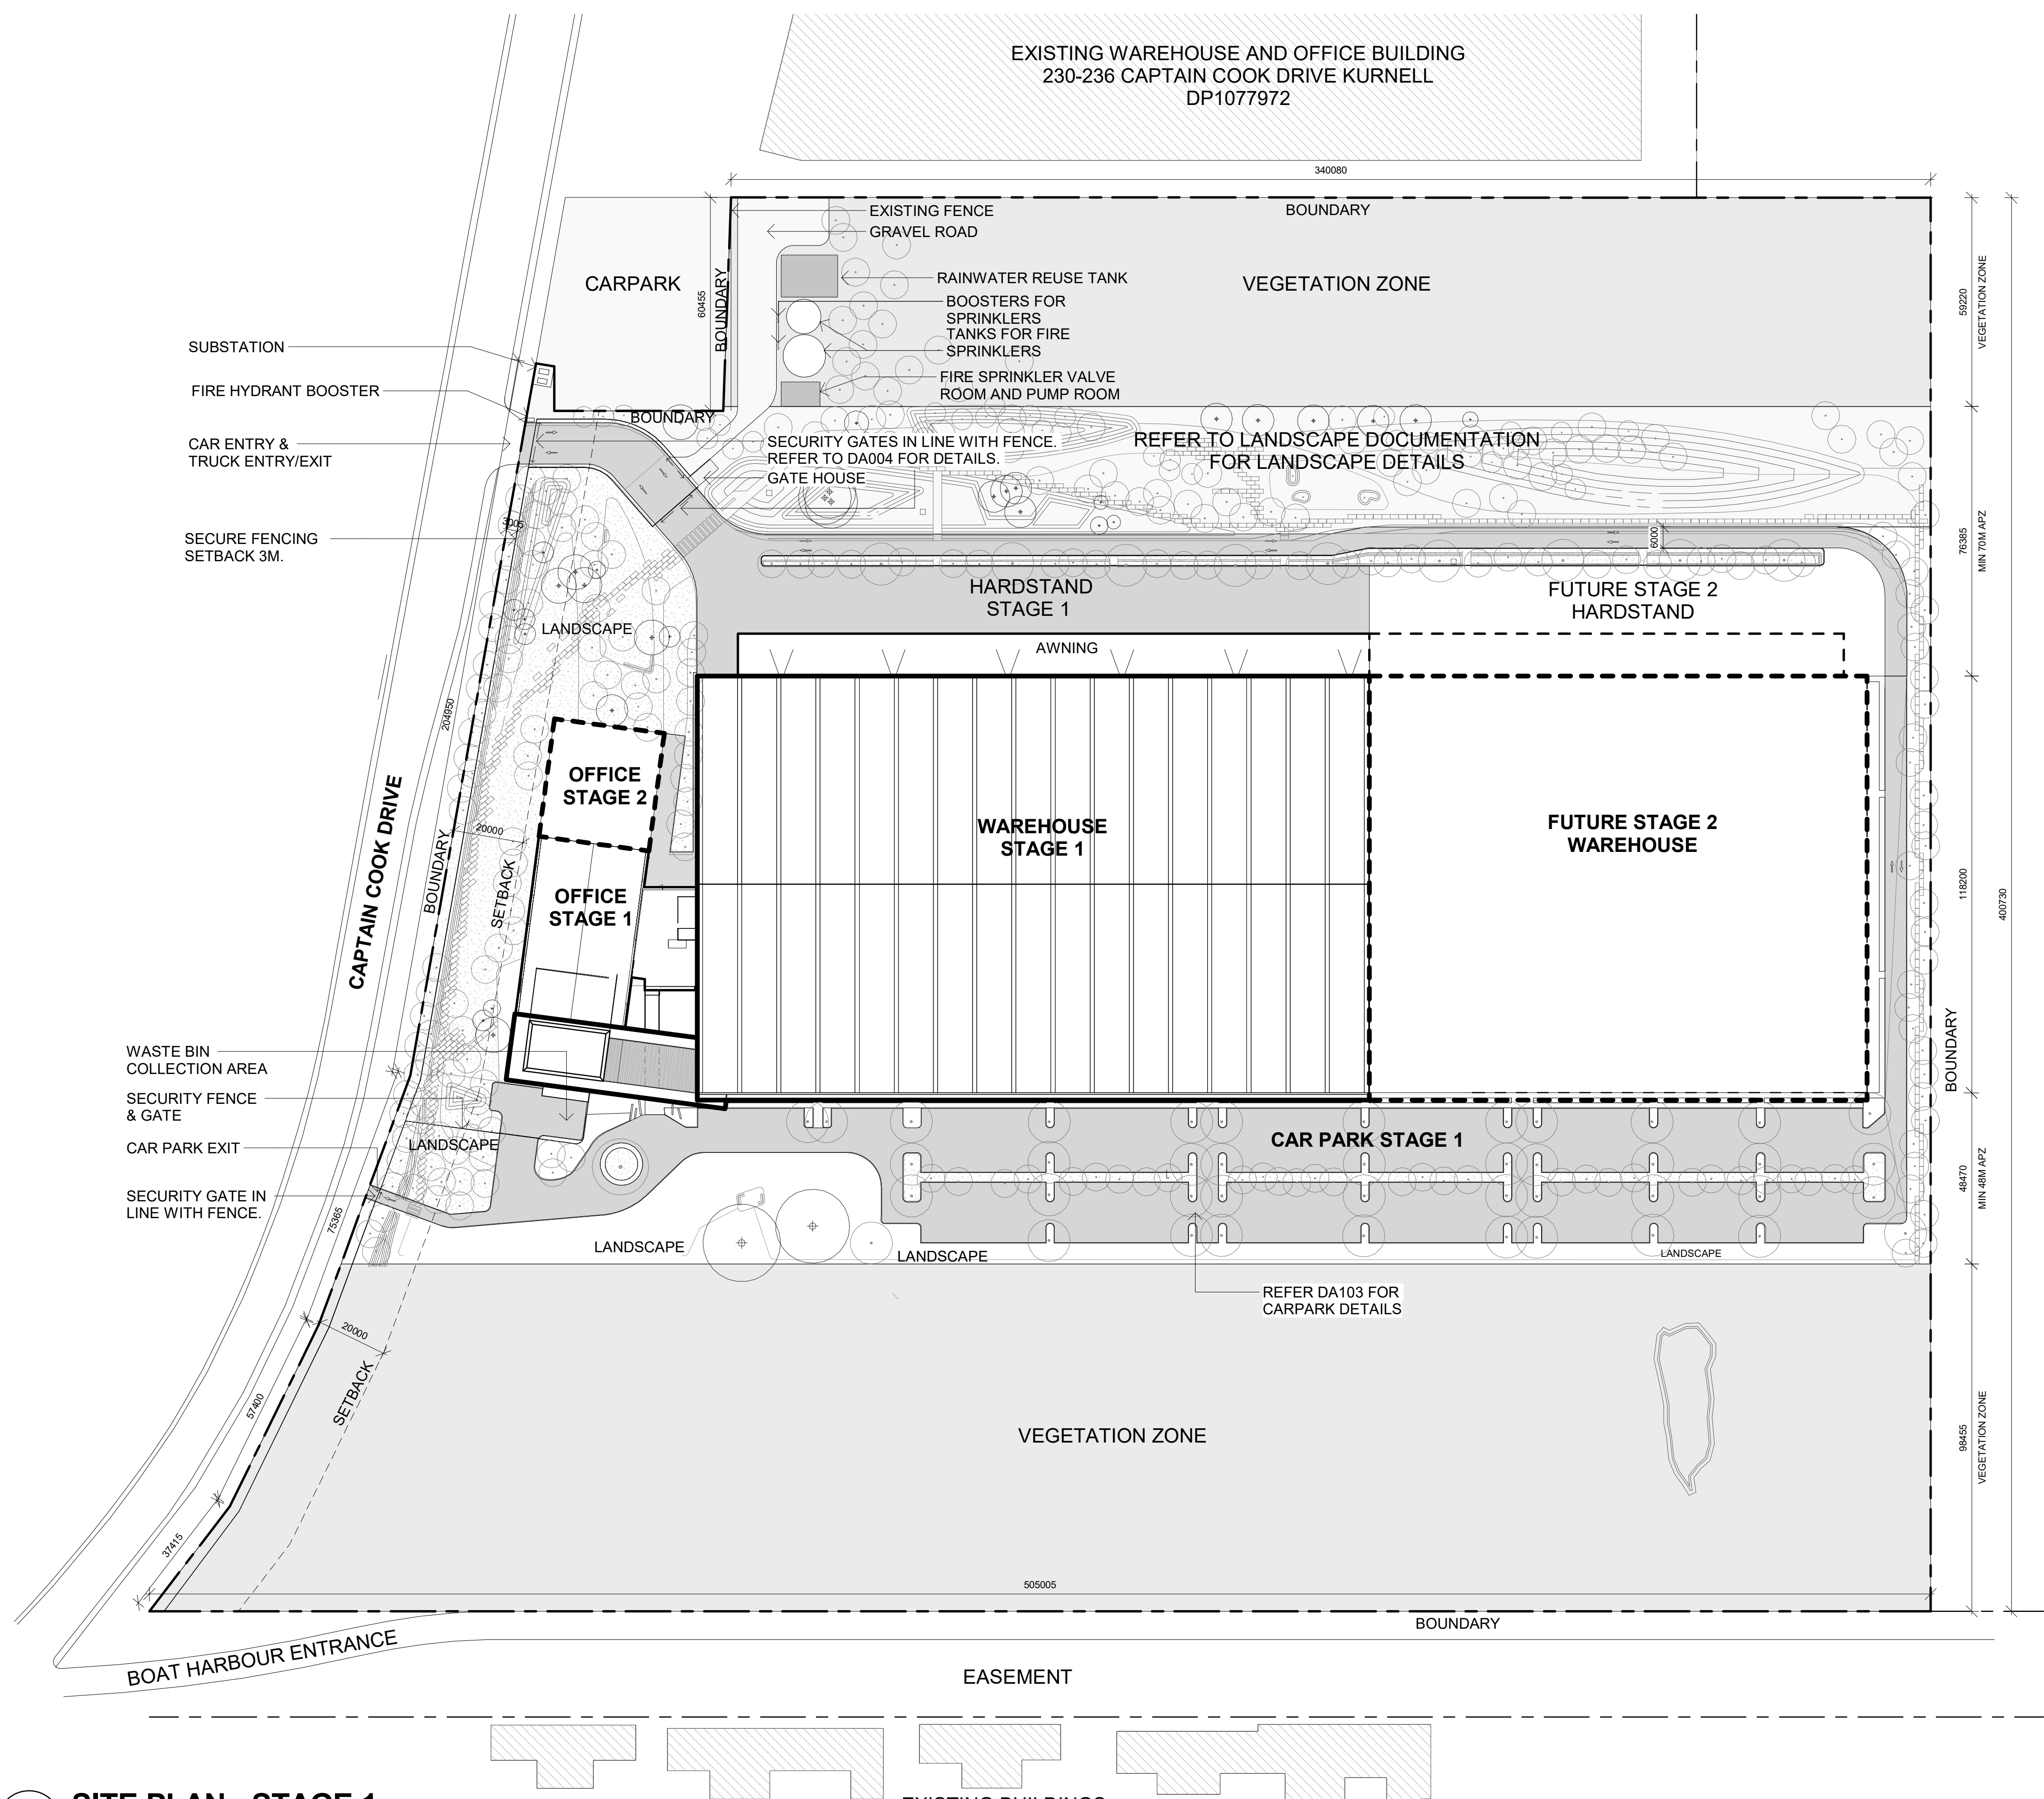 EXISTING WAREHOUSE AND OFFICE BUILDING
230-236 CAPTAIN COOK DRIVE KURNELL
DP1077972
340080
EXISTING FENCE
BOUNDARY
GRAVEL ROAD
CARPARK
BOUNDARY
60455
RAINWATER REUSE TANK
VEGETATION ZONE
59220
VEGETATION ZONE
BOOSTERS FOR
SPRINKLERS
TANKS FOR FIRE
SPRINKLERS
SUBSTATION
FIRE SPRINKLER VALVE
ROOM AND PUMP ROOM
FIRE HYDRANT BOOSTER
BOUNDARY
CAR ENTRY &
TRUCK ENTRY/EXIT
SECURITY GATES IN LINE WITH FENCE.
REFER TO DA004 FOR DETAILS.
GATE HOUSE
REFER TO LANDSCAPE DOCUMENTATION
FOR LANDSCAPE DETAILS
3005
SECURE FENCING
SETBACK 3M.
6000
76385
MIN 70M APZ
HARDSTAND
STAGE 1
FUTURE STAGE 2
HARDSTAND
LANDSCAPE
AWNING
204950
OFFICE
STAGE 2
CAPTAIN COOK DRIVE
BOUNDARY
20000
SETBACK
OFFICE
STAGE 1
WAREHOUSE
STAGE 1
FUTURE STAGE 2
WAREHOUSE
118200
400730
BOUNDARY
WASTE BIN
COLLECTION AREA
SECURITY FENCE
& GATE
LANDSCAPE
CAR PARK EXIT
CAR PARK STAGE 1
SECURITY GATE IN
LINE WITH FENCE.
75365
48470
MIN 48M APZ
LANDSCAPE
LANDSCAPE
LANDSCAPE
REFER DA103 FOR
CARPARK DETAILS
20000
SETBACK
57400
VEGETATION ZONE
98455
VEGETATION ZONE
37415
505005
BOUNDARY
BOAT HARBOUR ENTRANCE
EASEMENT
SITE PLAN - STAGE 1
EXISTING BUILDINGS